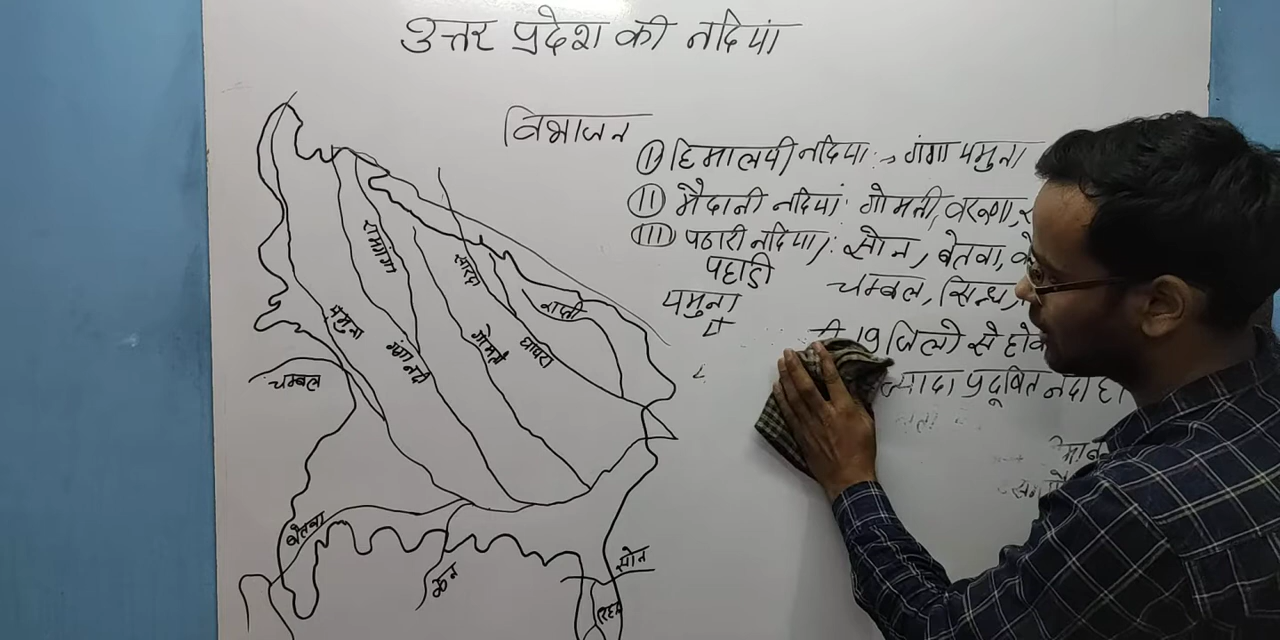 उत्तर प्रदेश की नदियां
विभाजन
(I) हिमालयी नदियां :→ गंगा यमुना
(II) मैदानी नदियां : गोमती, वरूणा,
(III) पठारी नदियां : सोन, बेतवा,
पहाडी
चम्बल, सिन्ध,
यमुना
19 जिलो से
ज्यादा प्रदूषित नदी है
रामगंगा
सारदा
राप्ती
यमुना
गंगा नदी
गोमती
घाघरा
चम्बल
बेतवा
केन
सोन